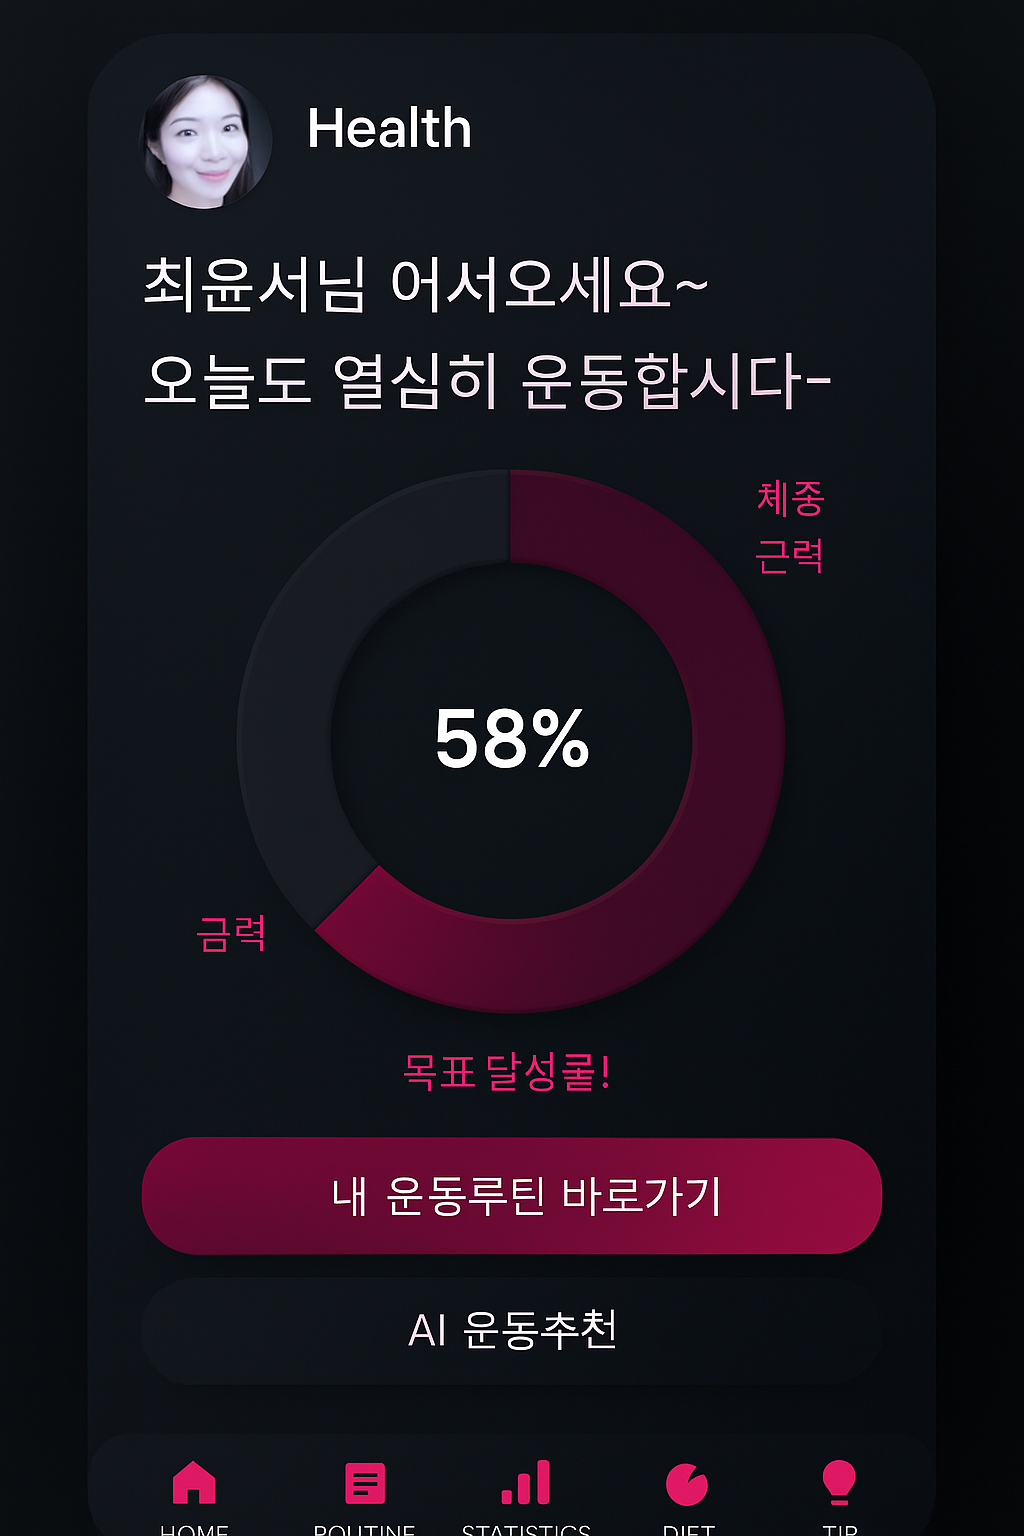 Health
최윤서님 어서오세요~
오늘도 열심히 운동합시다-
체중
근력
58%
금력
목표 달성쿨!
내 운동루틴 바로가기
AI 운동추천
HOME
ROUTINE
STATISTICS
DIET
TIP